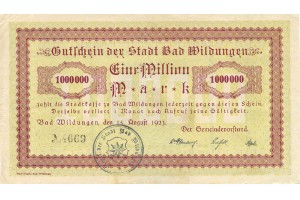 Gutschein der Stadt Bad Wildungen
Eine Million
1000000 1000000
Mark
zahlt die Stadtkasse zu Bad Wildungen jederzeit gegen diesen Schein.
Derselbe verliert 1 Monat nach Aufruf seine Gültigkeit.
Bad Wildungen, den August 1923.
Der Gemeindevorstand.